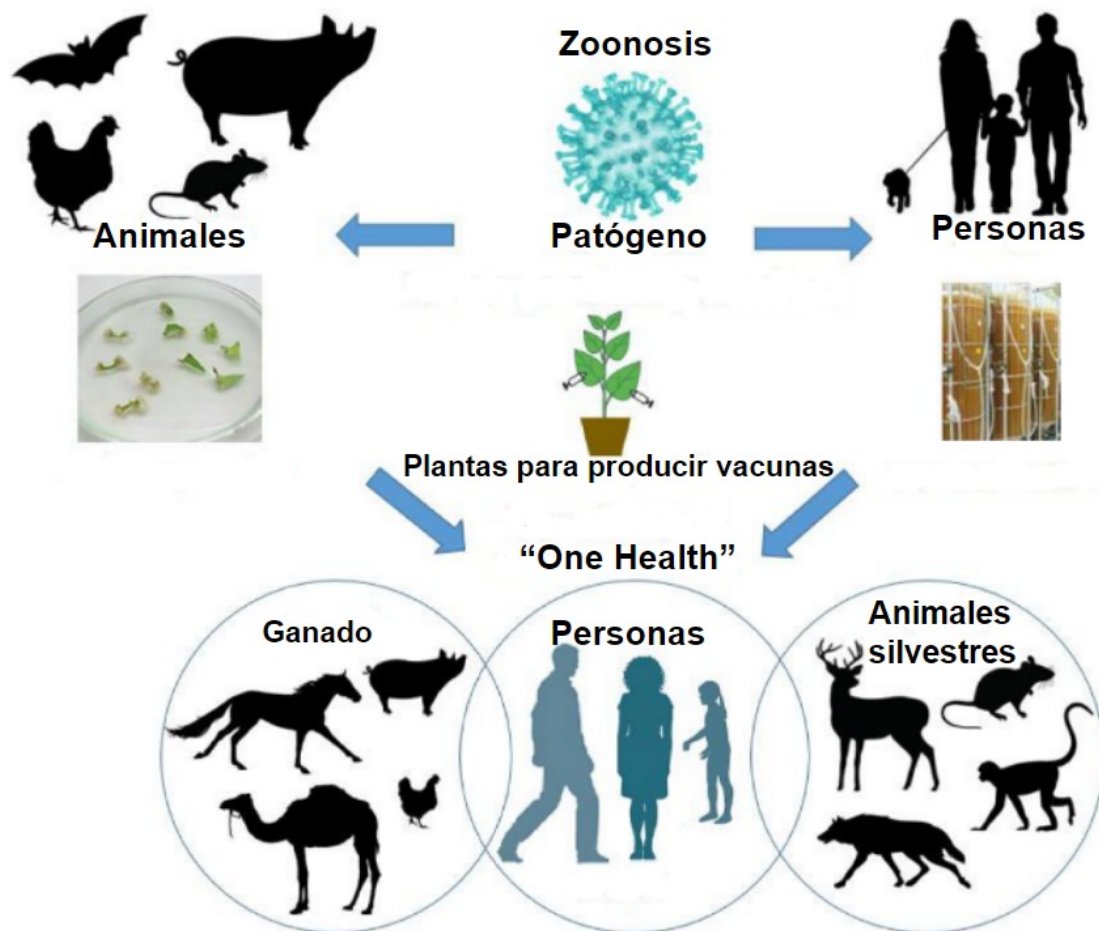 Zoonosis
Animales
Patógeno
Personas
Plantas para producir vacunas
“One Health”
Ganado
Personas
Animales
silvestres